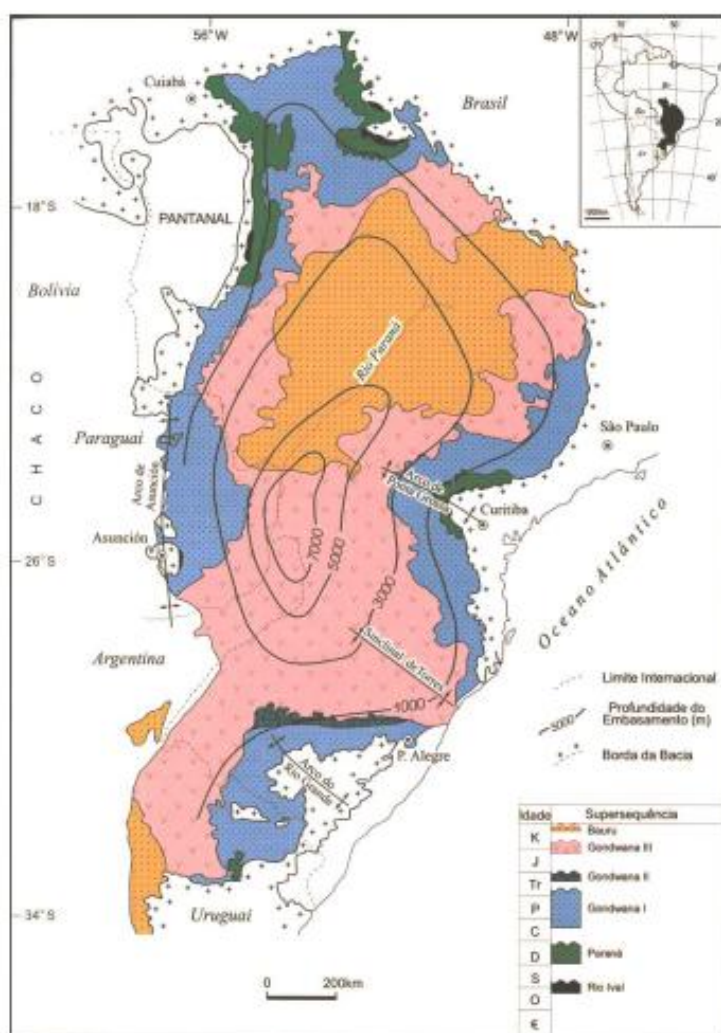 56° W
48° W
Cuiabá
Brasil
18° S
PANTANAL
Bolívia
Rio Paraná
CHACO
Paraguai
São Paulo
Arco de
Ponta Grossa
Arco de
Asunción
Curitiba
Asunción
26° S
7000
5000
3000
Oceano Atlântico
Argentina
Sinclinal de Torres
1000
P. Alegre
Arco do
Rio Grande
Uruguai
34° S
0
200km
Limite Internacional
5000
Profundidade do
Embasamento (m)
Borda da Bacia
Idade
Supersequência
K
Bauru
Gondwana III
J
Tr
Gondwana II
P
Gondwana I
C
D
Paraná
S
Rio Ivaí
O
Є